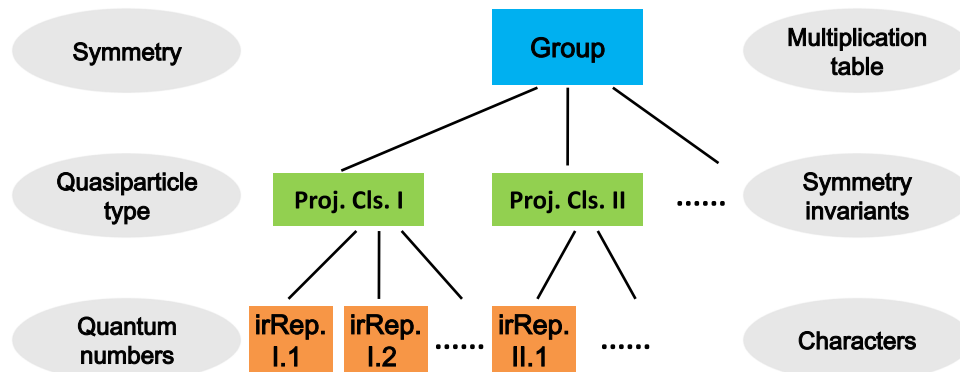 Symmetry
Group
Multiplication
table
Quasiparticle
type
Proj. Cls. I
Proj. Cls. II
......
Symmetry
invariants
Quantum
numbers
irRep.
I.1
irRep.
I.2
......
irRep.
II.1
......
Characters